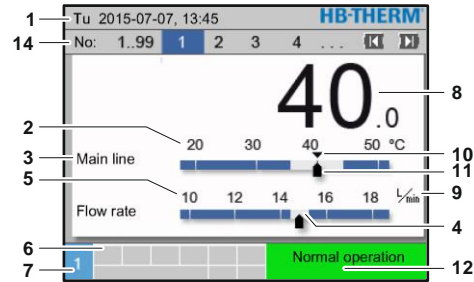 1 Tu 2015-07-07, 13:45 HB-THERM
14 No: 1..99 1 2 3 4 ...
40.0 8
2 20 30 40 50 °C 10
3 Main line 11
5 10 12 14 16 18 L/min 9
Flow rate 4
6 Normal operation
7 1 12